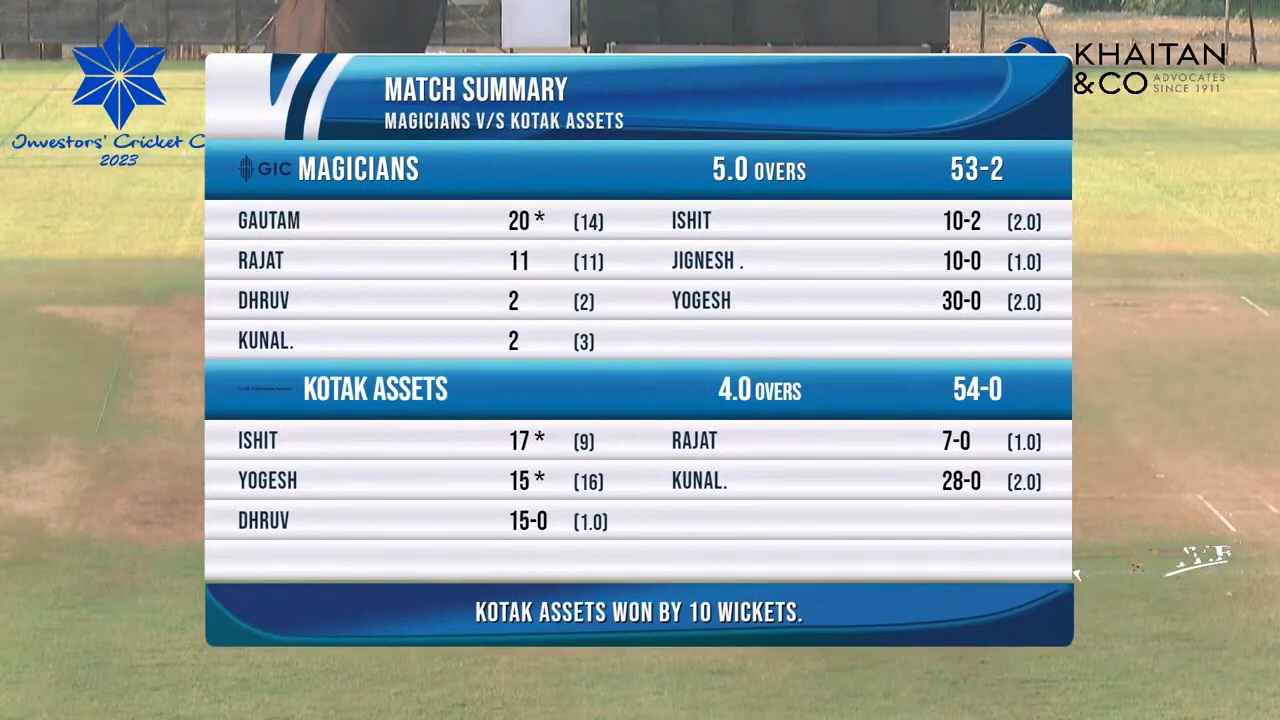 KHAITAN
& CO ADVOCATES SINCE 1911
Investors' Cricket C
2023
MATCH SUMMARY
MAGICIANS V/S KOTAK ASSETS
GIC MAGICIANS 5.0 OVERS 53-2
GAUTAM 20 * (14) ISHIT 10-2 (2.0)
RAJAT 11 (11) JIGNESH . 10-0 (1.0)
DHRUV 2 (2) YOGESH 30-0 (2.0)
KUNAL. 2 (3)
KOTAK ASSETS 4.0 OVERS 54-0
ISHIT 17 * (9) RAJAT 7-0 (1.0)
YOGESH 15 * (16) KUNAL. 28-0 (2.0)
DHRUV 15-0 (1.0)
KOTAK ASSETS WON BY 10 WICKETS.